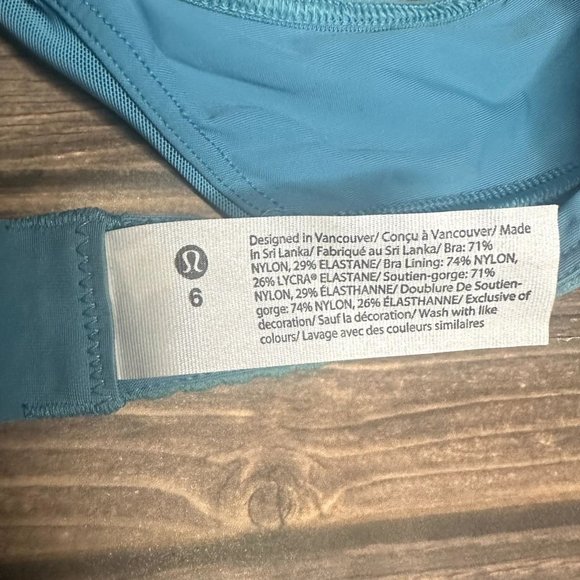 6
Designed in Vancouver/ Conçu à Vancouver/ Made
in Sri Lanka/ Fabriqué au Sri Lanka/ Bra: 71%
NYLON, 29% ELASTANE/ Bra Lining: 74% NYLON,
26% LYCRA® ELASTANE/ Soutien-gorge: 71%
NYLON, 29% ÉLASTHANNE/ Doublure De Soutien-
gorge: 74% NYLON, 26% ÉLASTHANNE/ Exclusive of
decoration/ Sauf la décoration/ Wash with like
colours/ Lavage avec des couleurs similaires